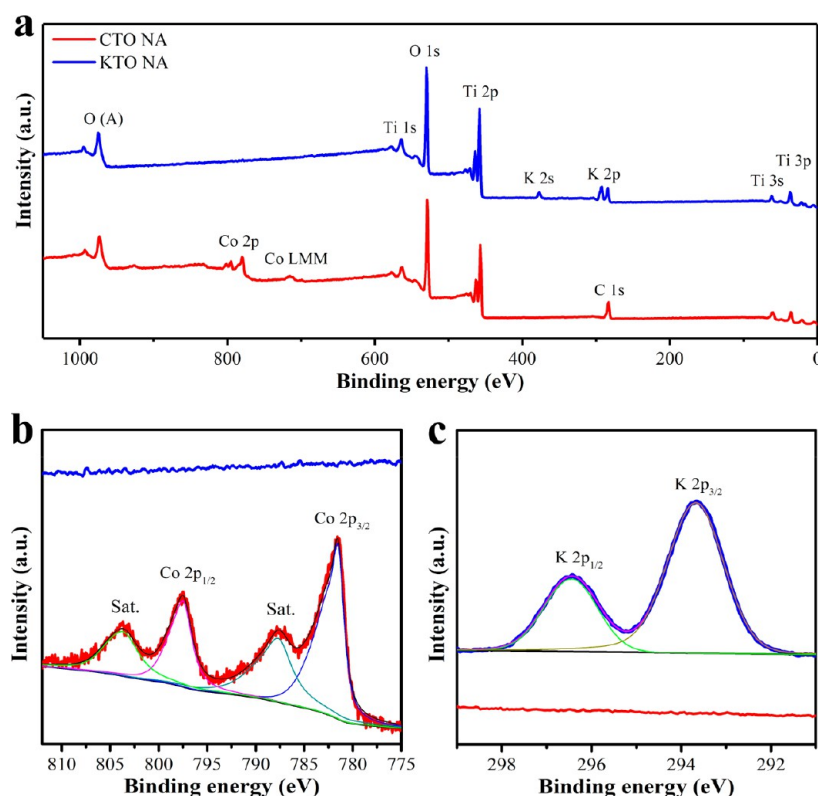 a
CTO NA
KTO NA
O (A)
Ti 1s
O 1s
Ti 2p
K 2s
K 2p
Ti 3s
Ti 3p
Co 2p
Co LMM
C 1s
Intensity (a.u.)
1000 800 600 400 200 0
Binding energy (eV)
b
Sat.
Co 2p1/2
Sat.
Co 2p3/2
Intensity (a.u.)
810 805 800 795 790 785 780 775
Binding energy (eV)
c
K 2p1/2
K 2p3/2
Intensity (a.u.)
298 296 294 292
Binding energy (eV)